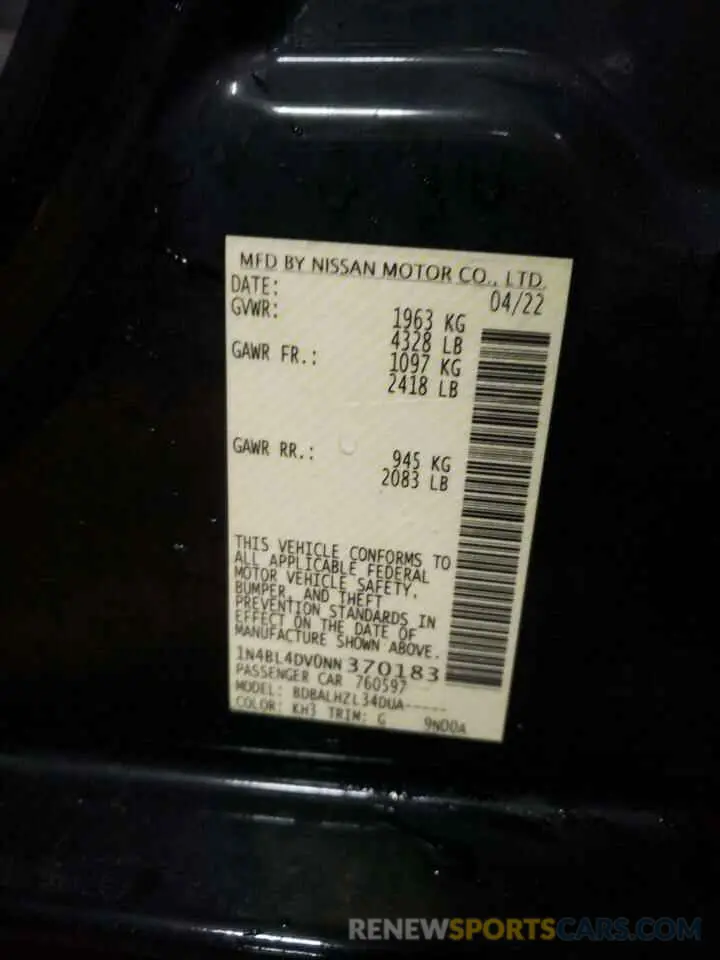 MFD BY NISSAN MOTOR CO., LTD.
DATE: 04/22
GVWR: 1963 KG
4328 LB
GAWR FR.: 1097 KG
2418 LB
GAWR RR.: 945 KG
2083 LB
THIS VEHICLE CONFORMS TO
ALL APPLICABLE FEDERAL
MOTOR VEHICLE SAFETY,
BUMPER, AND THEFT
PREVENTION STANDARDS IN
EFFECT ON THE DATE OF
MANUFACTURE SHOWN ABOVE.
1N4BL4DV0NN370183
PASSENGER CAR 760597
MODEL: BDBALHZL34DUA-----
COLOR: KH3 TRIM: G 9N00A
RENEWSPORTSCARS.COM